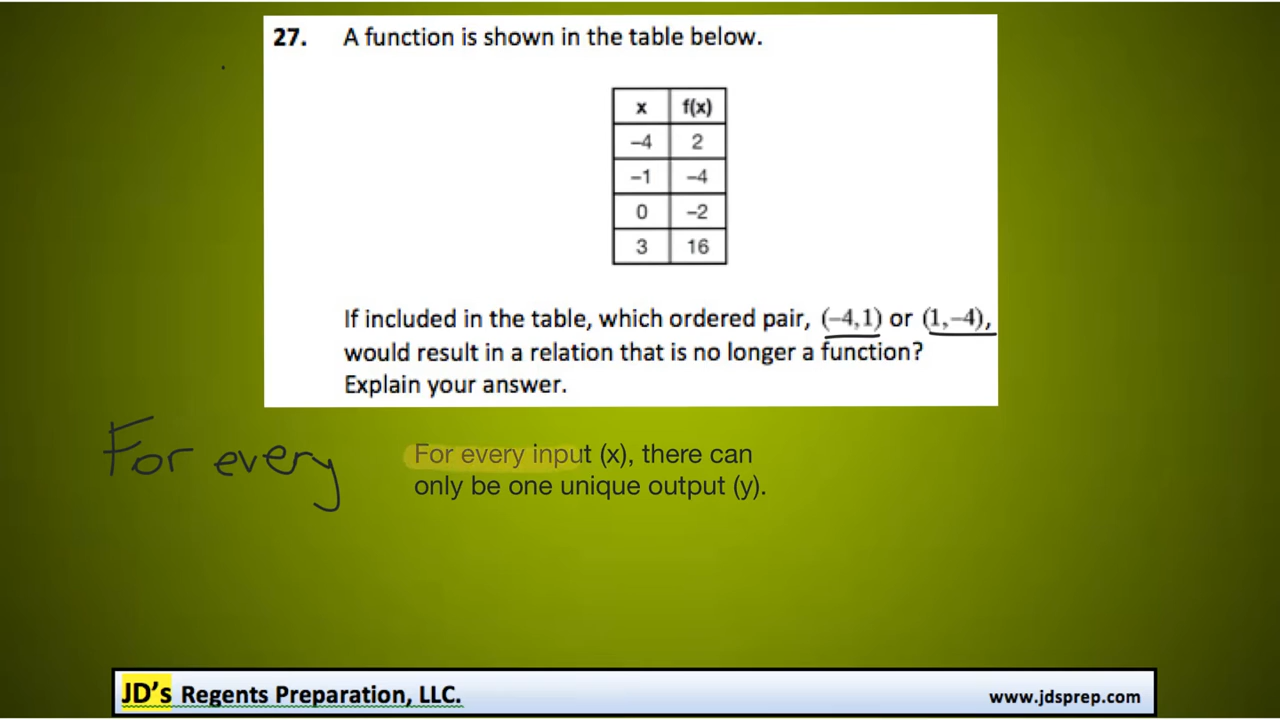 27. A function is shown in the table below.
x f(x)
–4 2
–1 –4
0 –2
3 16
If included in the table, which ordered pair, (–4,1) or (1,–4),
would result in a relation that is no longer a function?
Explain your answer.
For every
For every input (x), there can
only be one unique output (y).
JD's Regents Preparation, LLC.
www.jdsprep.com